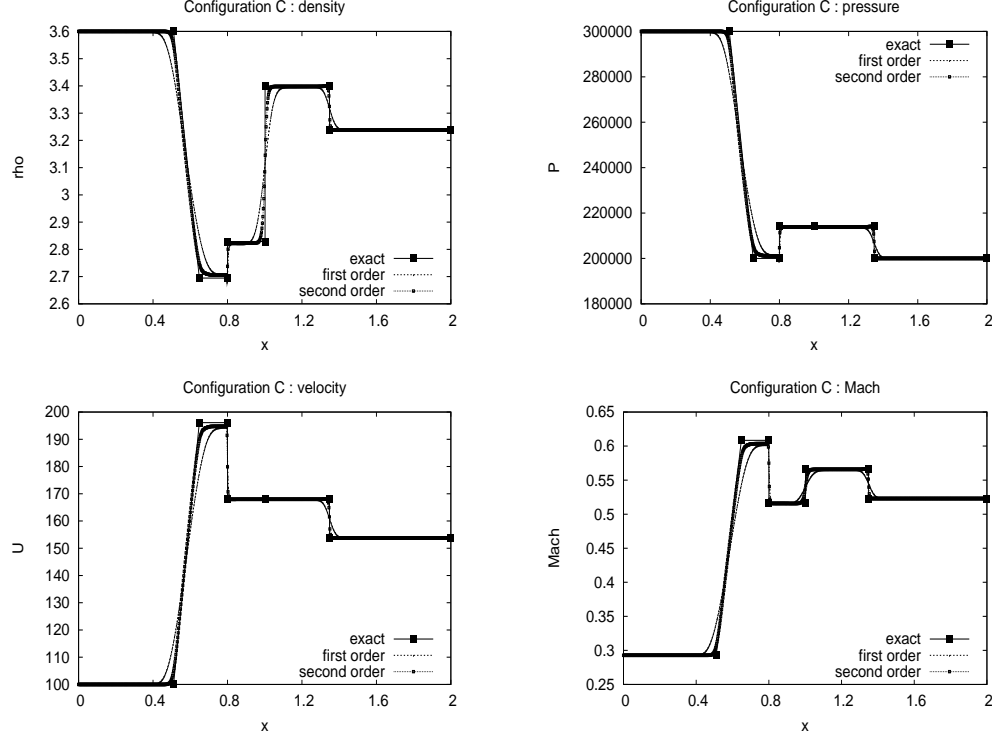 Configuration C : density
rho
3.6
3.5
3.4
3.3
3.2
3.1
3
2.9
2.8
2.7
2.6
0
0.4
0.8
1.2
1.6
2
x
exact
first order
second order
Configuration C : pressure
P
300000
280000
260000
240000
220000
200000
180000
0
0.4
0.8
1.2
1.6
2
x
exact
first order
second order
Configuration C : velocity
U
200
190
180
170
160
150
140
130
120
110
100
0
0.4
0.8
1.2
1.6
2
x
exact
first order
second order
Configuration C : Mach
Mach
0.65
0.6
0.55
0.5
0.45
0.4
0.35
0.3
0.25
0
0.4
0.8
1.2
1.6
2
x
exact
first order
second order